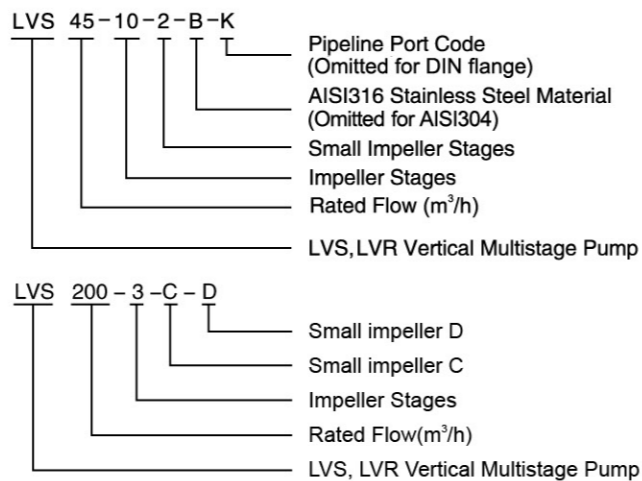 LVS 45-10-2-B-K
Pipeline Port Code
(Omitted for DIN flange)
AISI316 Stainless Steel Material
(Omitted for AISI304)
Small Impeller Stages
Impeller Stages
Rated Flow (m³/h)
LVS,LVR Vertical Multistage Pump
LVS 200-3-C-D
Small impeller D
Small impeller C
Impeller Stages
Rated Flow(m³/h)
LVS, LVR Vertical Multistage Pump